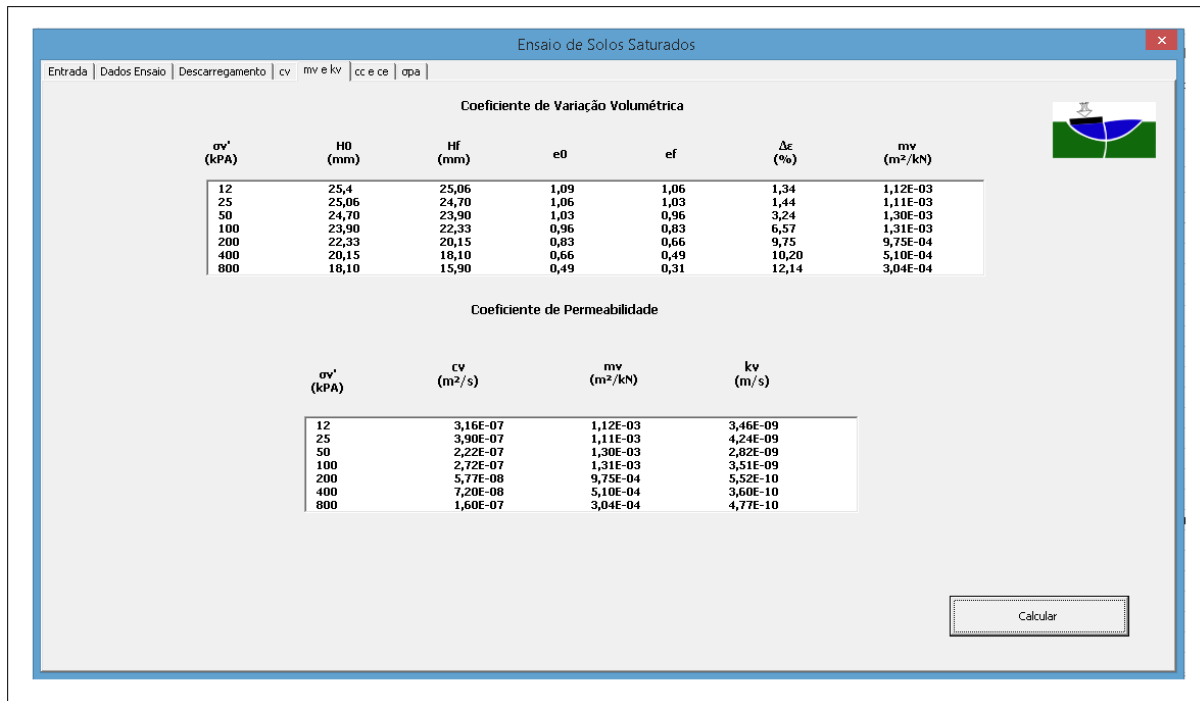 Ensaio de Solos Saturados
Entrada Dados Ensaio Descarregamento cv mv e kv cc e ce σpa
Coeficiente de Variação Volumétrica
σv' H0 Hf e0 ef Δε mv
(kPA) (mm) (mm) (%) (m²/kN)
12 25,4 25,06 1,09 1,06 1,34 1,12E-03
25 25,06 24,70 1,06 1,03 1,44 1,11E-03
50 24,70 23,90 1,03 0,96 3,24 1,30E-03
100 23,90 22,33 0,96 0,83 6,57 1,31E-03
200 22,33 20,15 0,83 0,66 9,75 9,75E-04
400 20,15 18,10 0,66 0,49 10,20 5,10E-04
800 18,10 15,90 0,49 0,31 12,14 3,04E-04
Coeficiente de Permeabilidade
σv' cv mv kv
(kPA) (m²/s) (m²/kN) (m/s)
12 3,16E-07 1,12E-03 3,46E-09
25 3,90E-07 1,11E-03 4,24E-09
50 2,22E-07 1,30E-03 2,82E-09
100 2,72E-07 1,31E-03 3,51E-09
200 5,77E-08 9,75E-04 5,52E-10
400 7,20E-08 5,10E-04 3,60E-10
800 1,60E-07 3,04E-04 4,77E-10
Calcular